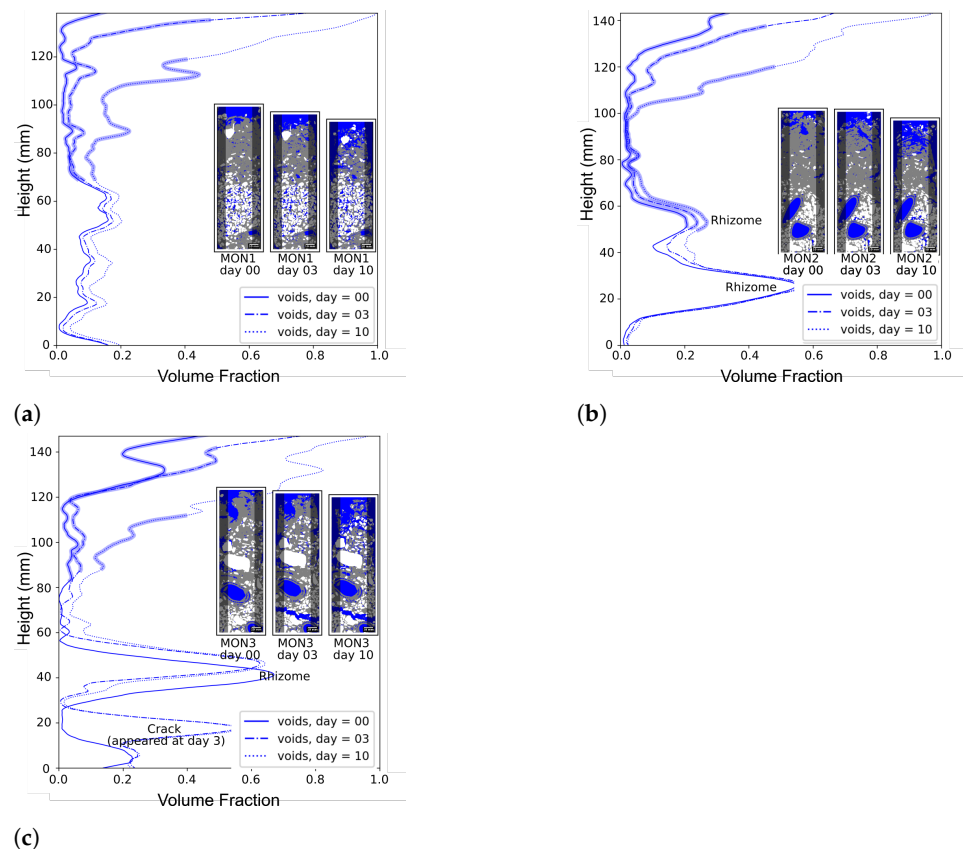 120
100
80
60
40
20
0
0.0 0.2 0.4 0.6 0.8 1.0
Height (mm)
Volume Fraction
MON1 day 00
MON1 day 03
MON1 day 10
voids, day = 00
voids, day = 03
voids, day = 10
(a)
140
120
100
80
60
40
20
0
0.0 0.2 0.4 0.6 0.8 1.0
Height (mm)
Volume Fraction
Rhizome
Rhizome
MON2 day 00
MON2 day 03
MON2 day 10
voids, day = 00
voids, day = 03
voids, day = 10
(b)
140
120
100
80
60
40
20
0
0.0 0.2 0.4 0.6 0.8 1.0
Height (mm)
Volume Fraction
MON3 day 00
MON3 day 03
MON3 day 10
Rhizome
Crack
(appeared at day 3)
voids, day = 00
voids, day = 03
voids, day = 10
(c)